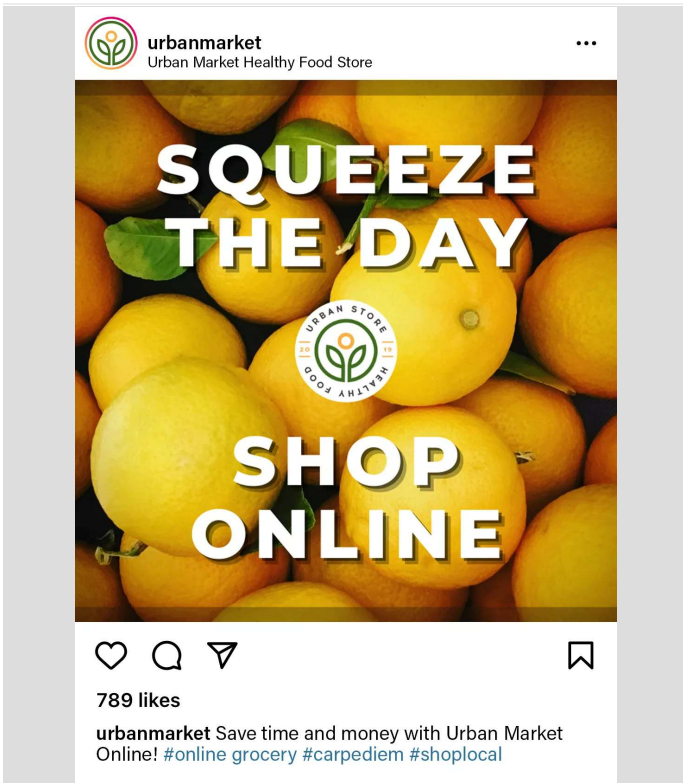 urbanmarket
Urban Market Healthy Food Store
SQUEEZE
THE DAY
URBAN STORE
20 19
HEALTHY FOOD
SHOP
ONLINE
789 likes
urbanmarket Save time and money with Urban Market
Online! #online grocery #carpediem #shoplocal